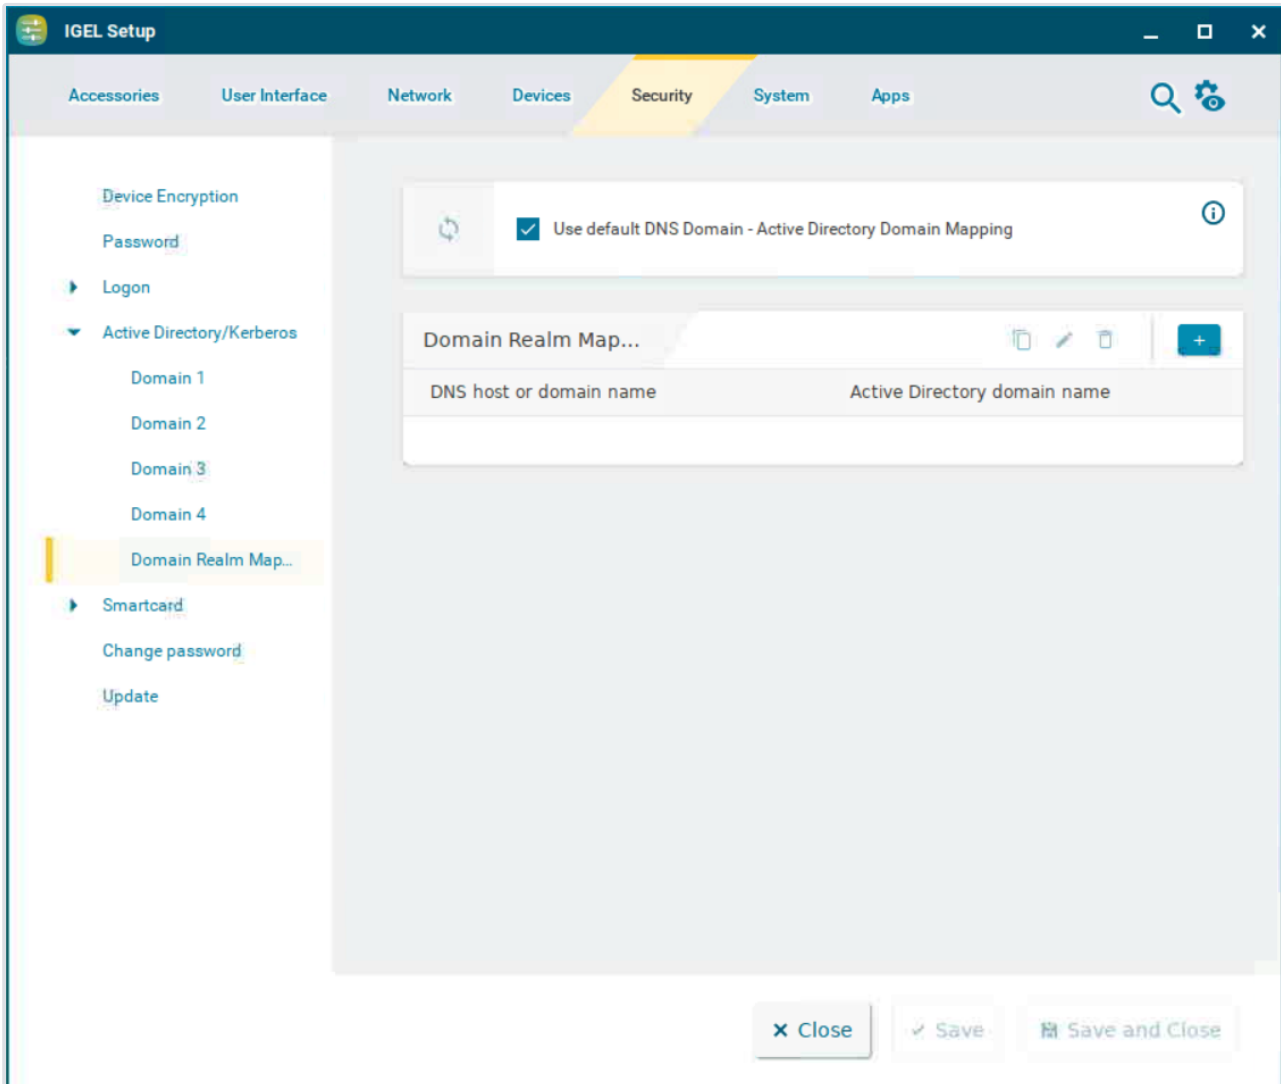 IGEL Setup
Accessories User Interface Network Devices Security System Apps
Device Encryption
Password
Logon
Active Directory/Kerberos
Domain 1
Domain 2
Domain 3
Domain 4
Domain Realm Map...
Smartcard
Change password
Update
Use default DNS Domain - Active Directory Domain Mapping
Domain Realm Map...
DNS host or domain name Active Directory domain name
Close Save Save and Close